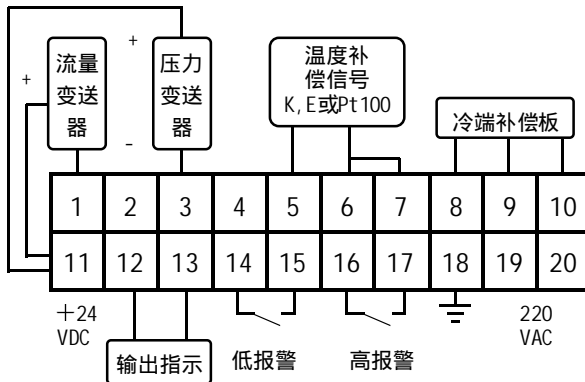 +
+
流量
变送
器
压力
变送
器
-
温度补
偿信号
K,E或Pt100
冷端补偿板
1 2 3 4 5 6 7 8 9 10
11 12 13 14 15 16 17 18 19 20
+24
VDC
输出指示
低报警
高报警
220
VAC